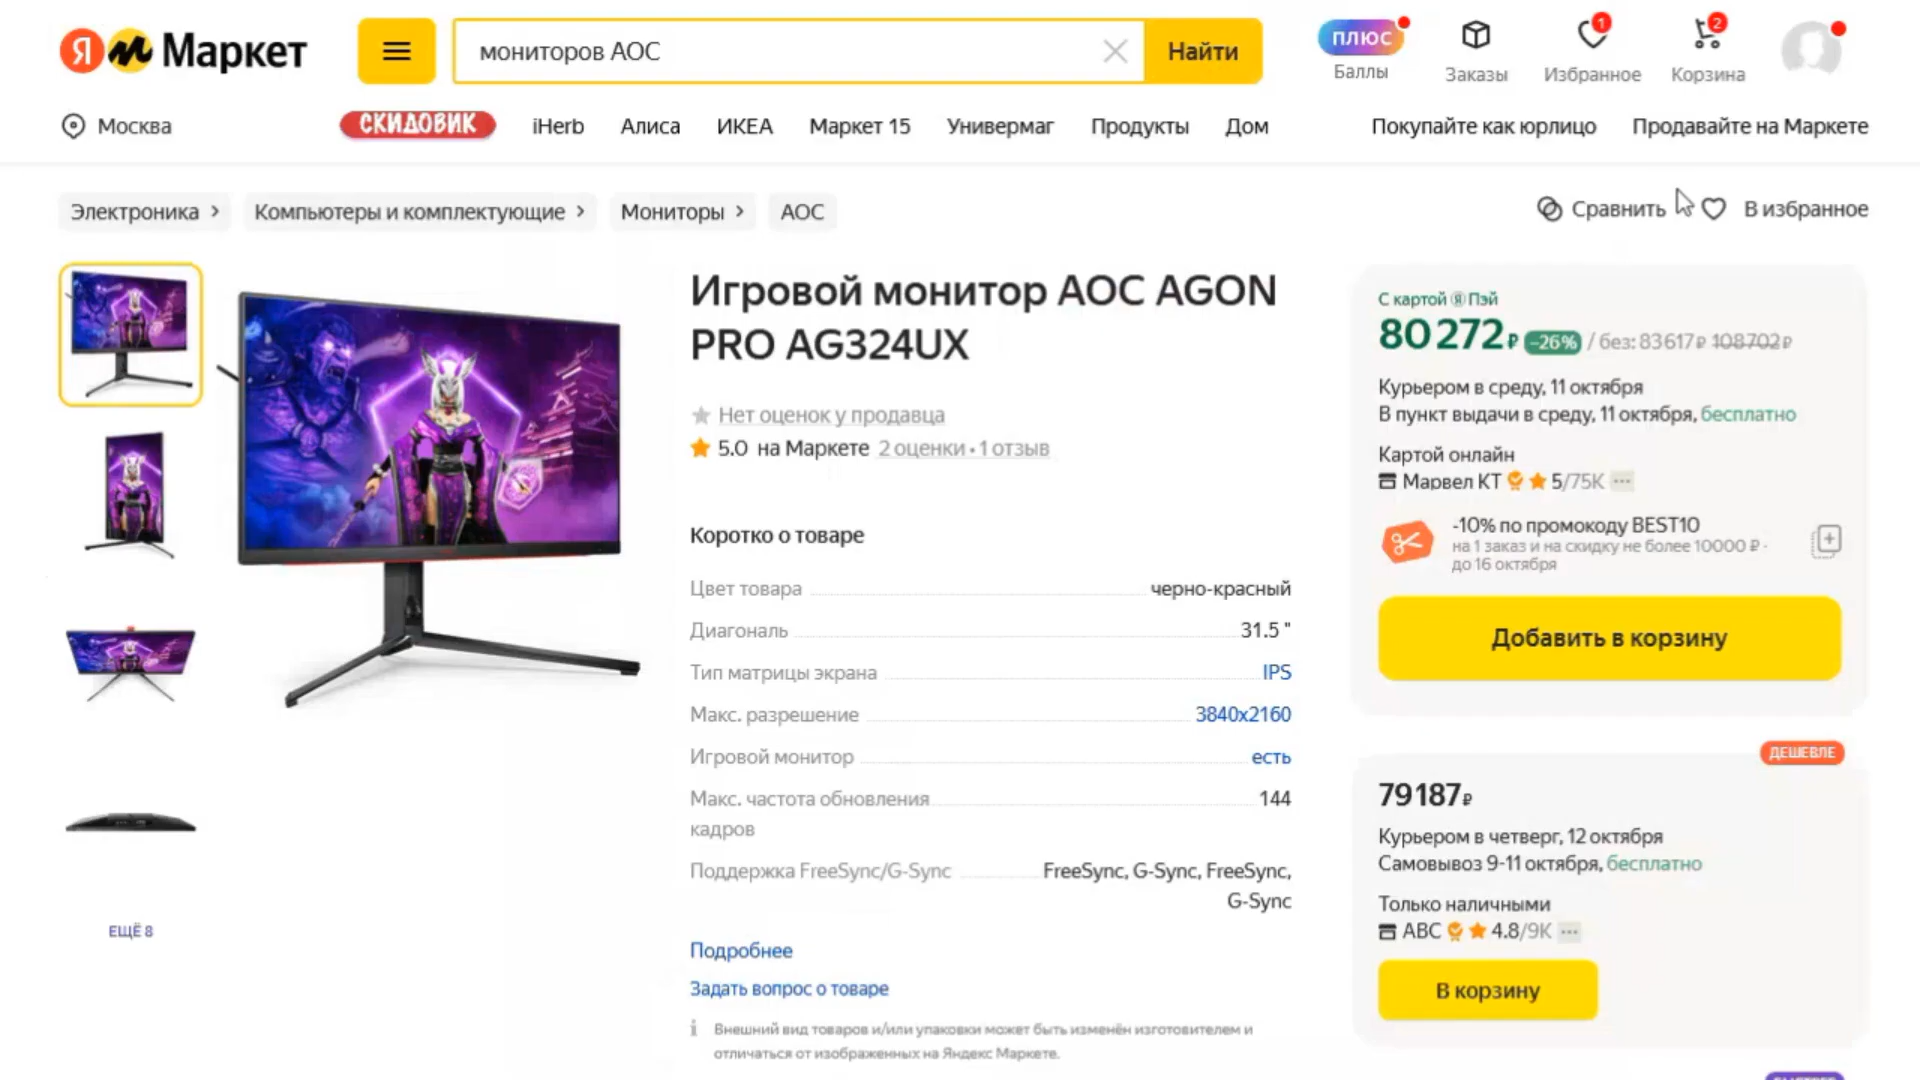 Я м Маркет
мониторов AOC
Найти
плюс
Баллы
Заказы
1
Избранное
2
Корзина
Москва
СКИДОВИК
iHerb
Алиса
ИКЕА
Маркет 15
Универмаг
Продукты
Дом
Покупайте как юрлицо
Продавайте на Маркете
Электроника
Компьютеры и комплектующие
Мониторы
AOC
Сравнить
В избранное
ЕЩЁ 8
Игровой монитор AOC AGON
PRO AG324UX
Нет оценок у продавца
5.0 на Маркете 2 оценки • 1 отзыв
Коротко о товаре
Цвет товара черно-красный
Диагональ 31.5 "
Тип матрицы экрана IPS
Макс. разрешение 3840x2160
Игровой монитор есть
Макс. частота обновления 144
кадров
Поддержка FreeSync/G-Sync FreeSync, G-Sync, FreeSync,
G-Sync
Подробнее
Задать вопрос о товаре
Внешний вид товаров и/или упаковки может быть изменён изготовителем и
отличаться от изображенных на Яндекс Маркете.
С картой Я Пэй
80 272 ₽ -26% / без: 83 617 ₽ 108 702 ₽
Курьером в среду, 11 октября
В пункт выдачи в среду, 11 октября, бесплатно
Картой онлайн
Марвел КТ 5/75K ···
-10% по промокоду BEST10
на 1 заказ и на скидку не более 10000 ₽ ·
до 16 октября
Добавить в корзину
ДЕШЕВЛЕ
79 187 ₽
Курьером в четверг, 12 октября
Самовывоз 9-11 октября, бесплатно
Только наличными
ABC 4.8/9K ···
В корзину